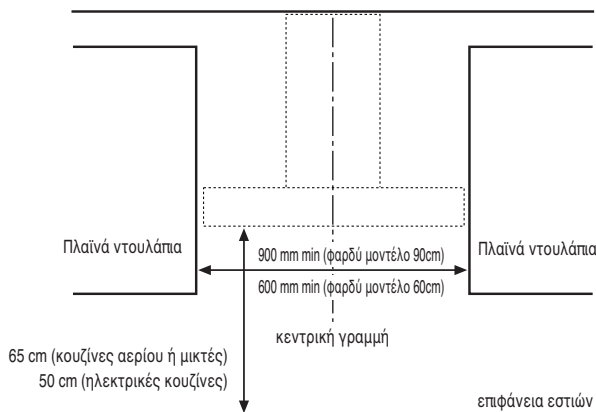 Πλαϊνά ντουλάπια
900 mm min (φαρδύ μοντέλο 90cm)
Πλαϊνά ντουλάπια
600 mm min (φαρδύ μοντέλο 60cm)
κεντρική γραμμή
65 cm (κουζίνες αερίου ή μικτές)
50 cm (ηλεκτρικές κουζίνες)
επιφάνεια εστιών